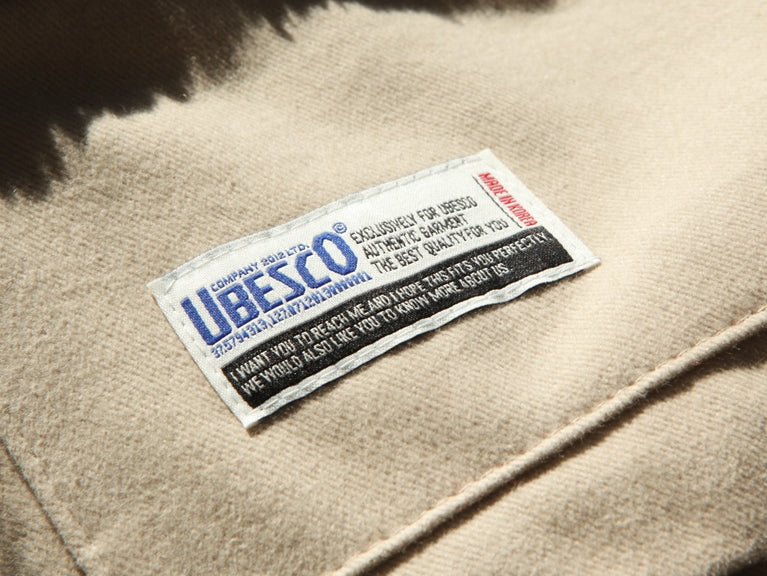 COMPANY 2012 LTD.
UBESCO©
EXCLUSIVELY FOR UBESCO
AUTHENTIC GARMENT
THE BEST QUALITY FOR YOU
MADE IN KOREA
I WANT YOU TO REACH ME.AND I HOPE THIS FITS YOU PERFECTLY
WE WOULD ALSO LIKE YOU TO KNOW MORE ABOUT US